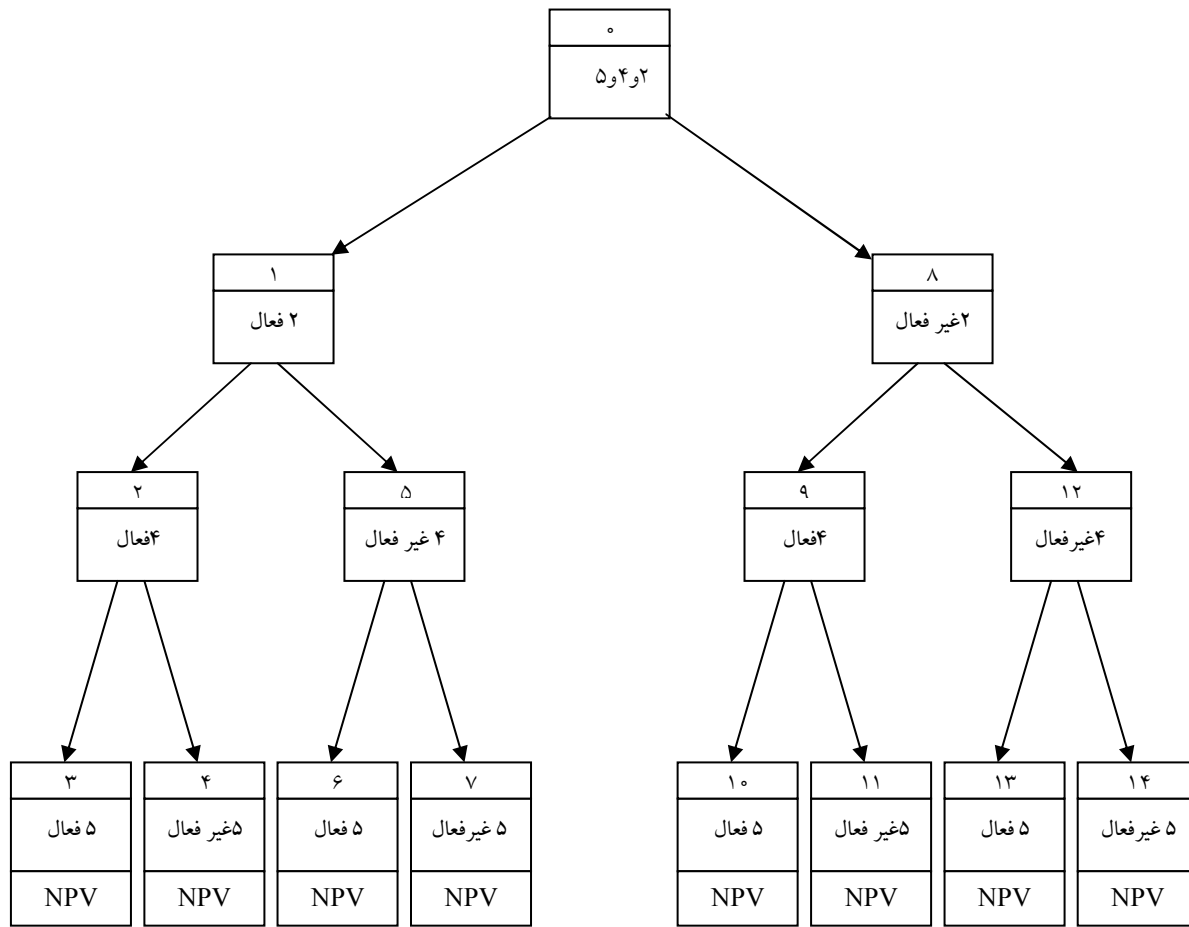 ۰
۲و۴و۵
۱
۲ فعال
۸
۲غیر فعال
۲
۴فعال
۵
۴ غیر فعال
۹
۴فعال
۱۲
۴غیرفعال
۳
۵ فعال
NPV
۴
۵غیر فعال
NPV
۶
۵ فعال
NPV
۷
۵ غیرفعال
NPV
۱۰
۵ فعال
NPV
۱۱
۵غیر فعال
NPV
۱۳
۵ فعال
NPV
۱۴
۵ غیرفعال
NPV